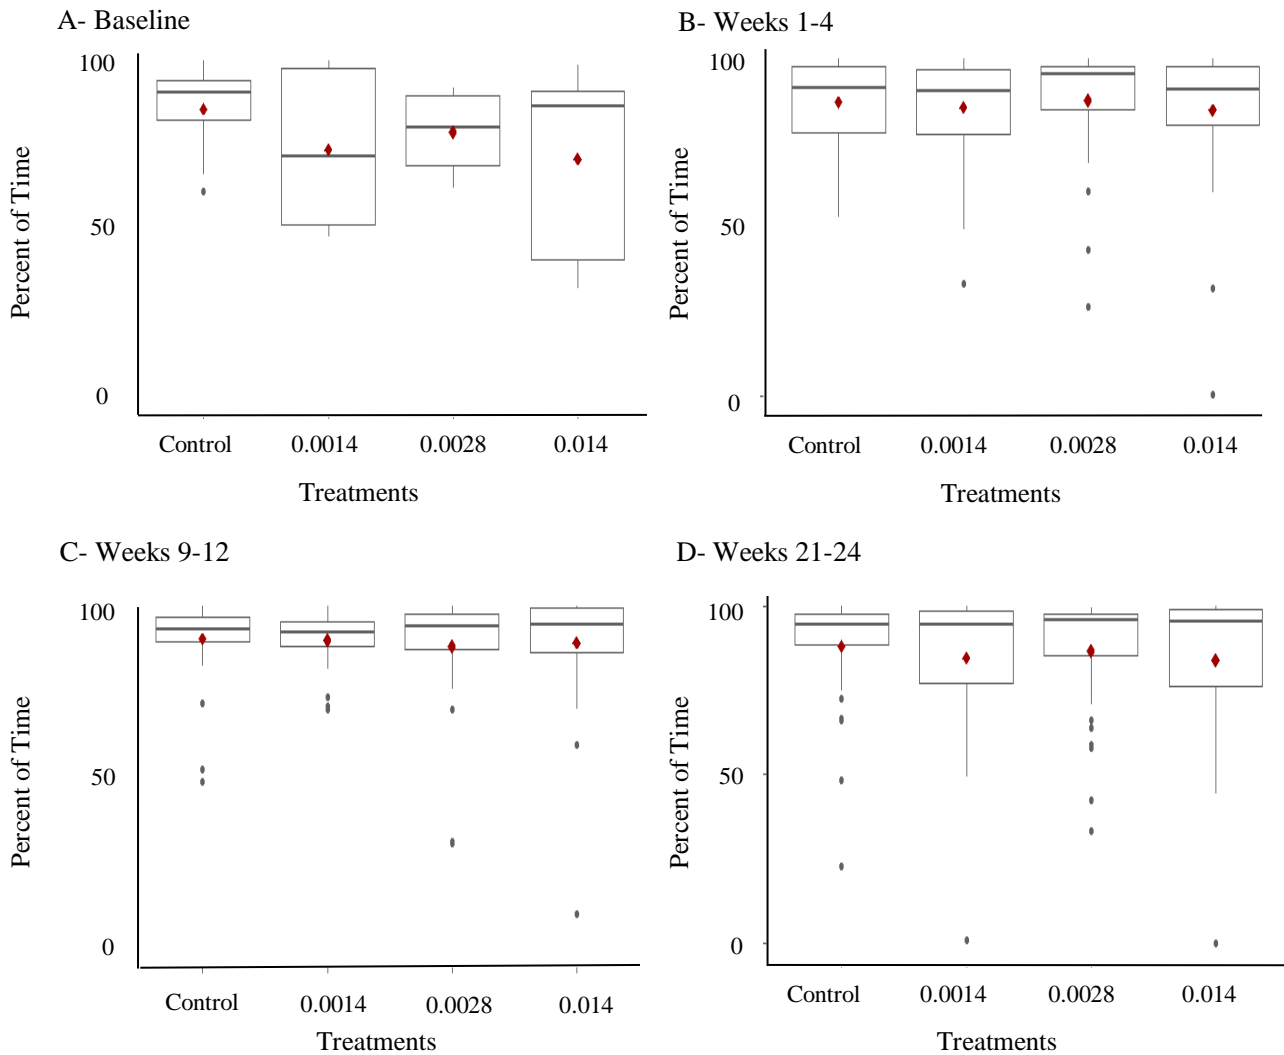 A- Baseline
100
50
0
Percent of Time
Control 0.0014 0.0028 0.014
Treatments
B- Weeks 1-4
100
50
0
Percent of Time
Control 0.0014 0.0028 0.014
Treatments
C- Weeks 9-12
100
50
0
Percent of Time
Control 0.0014 0.0028 0.014
Treatments
D- Weeks 21-24
100
50
0
Percent of Time
Control 0.0014 0.0028 0.014
Treatments